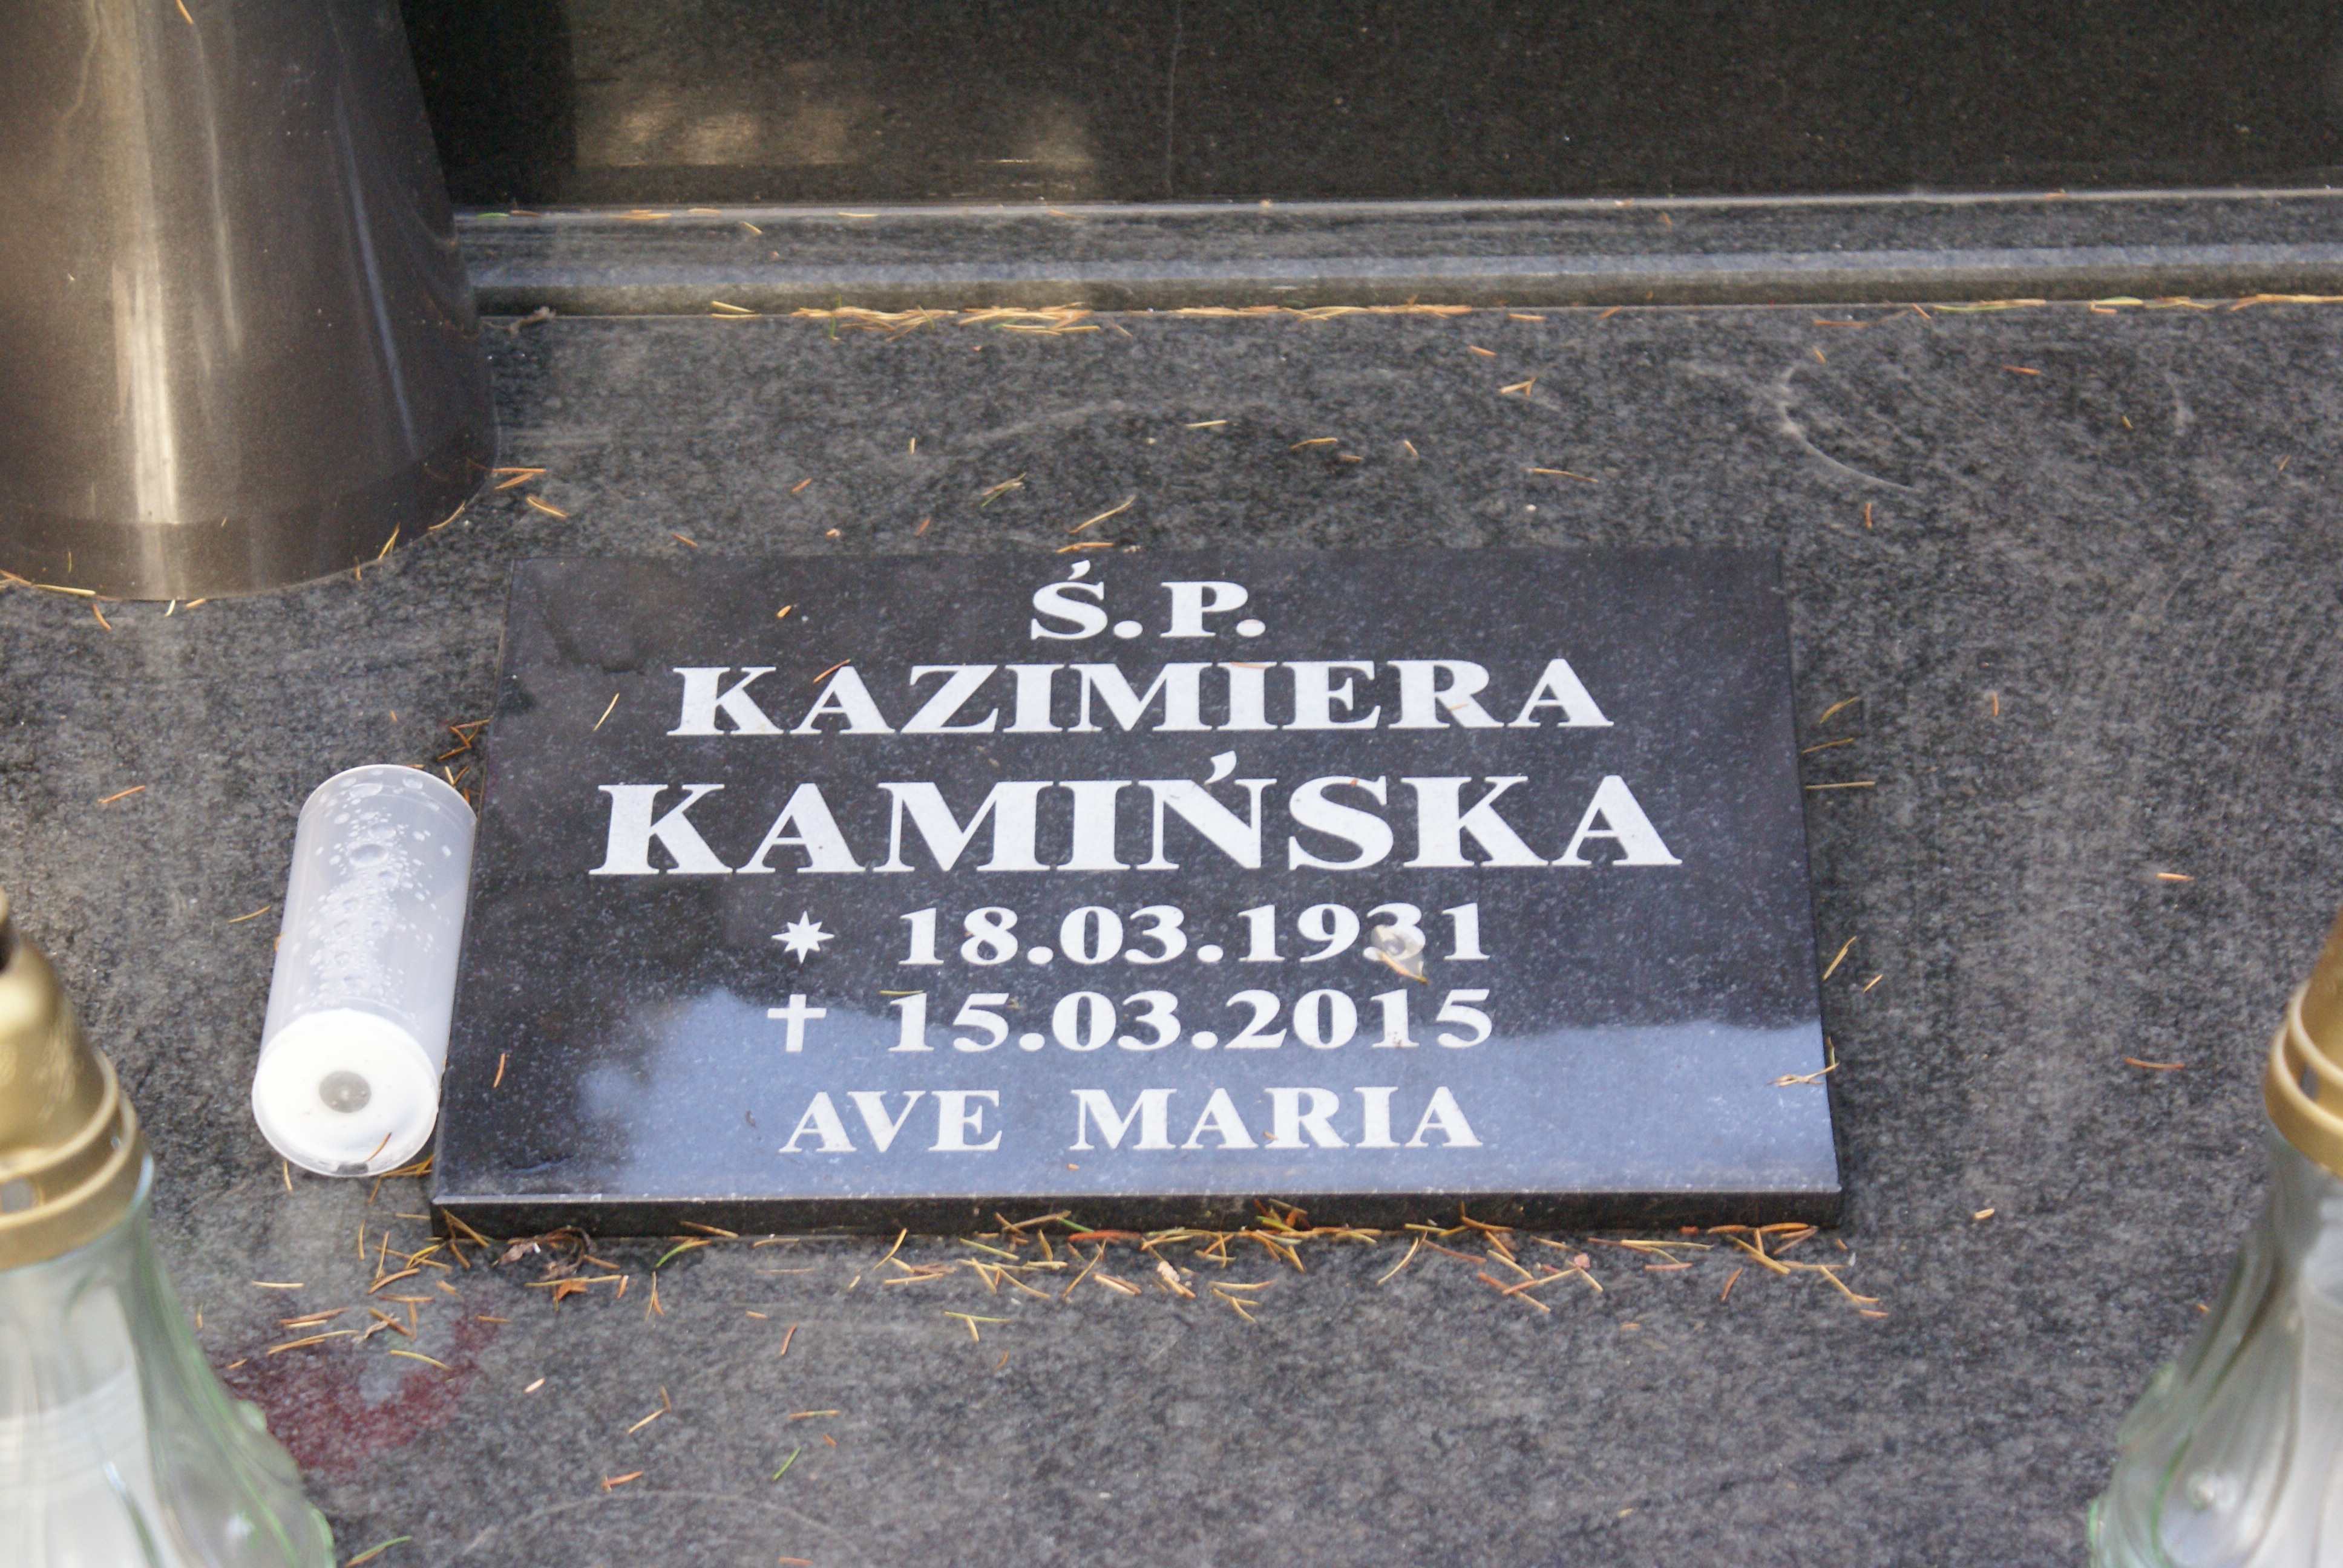 Ś.P.
KAZIMIERA
KAMIŃSKA
18.03.1931
15.03.2015
AVE MARIA